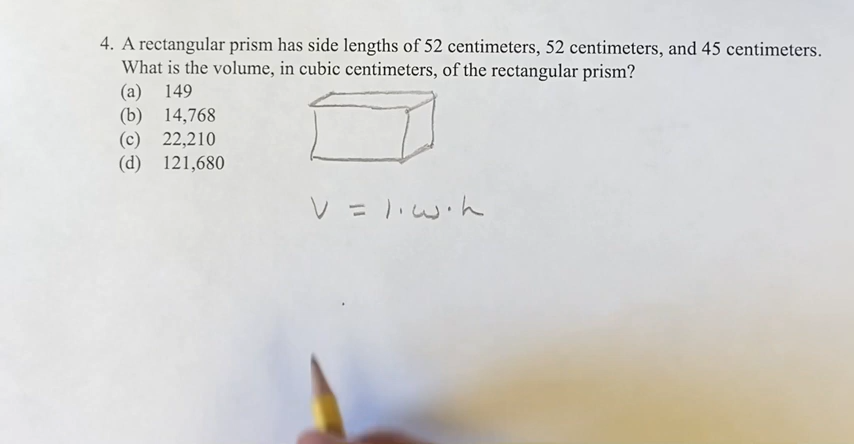 4. A rectangular prism has side lengths of 52 centimeters, 52 centimeters, and 45 centimeters.
What is the volume, in cubic centimeters, of the rectangular prism?
(a) 149
(b) 14,768
(c) 22,210
(d) 121,680
V = l·w·h